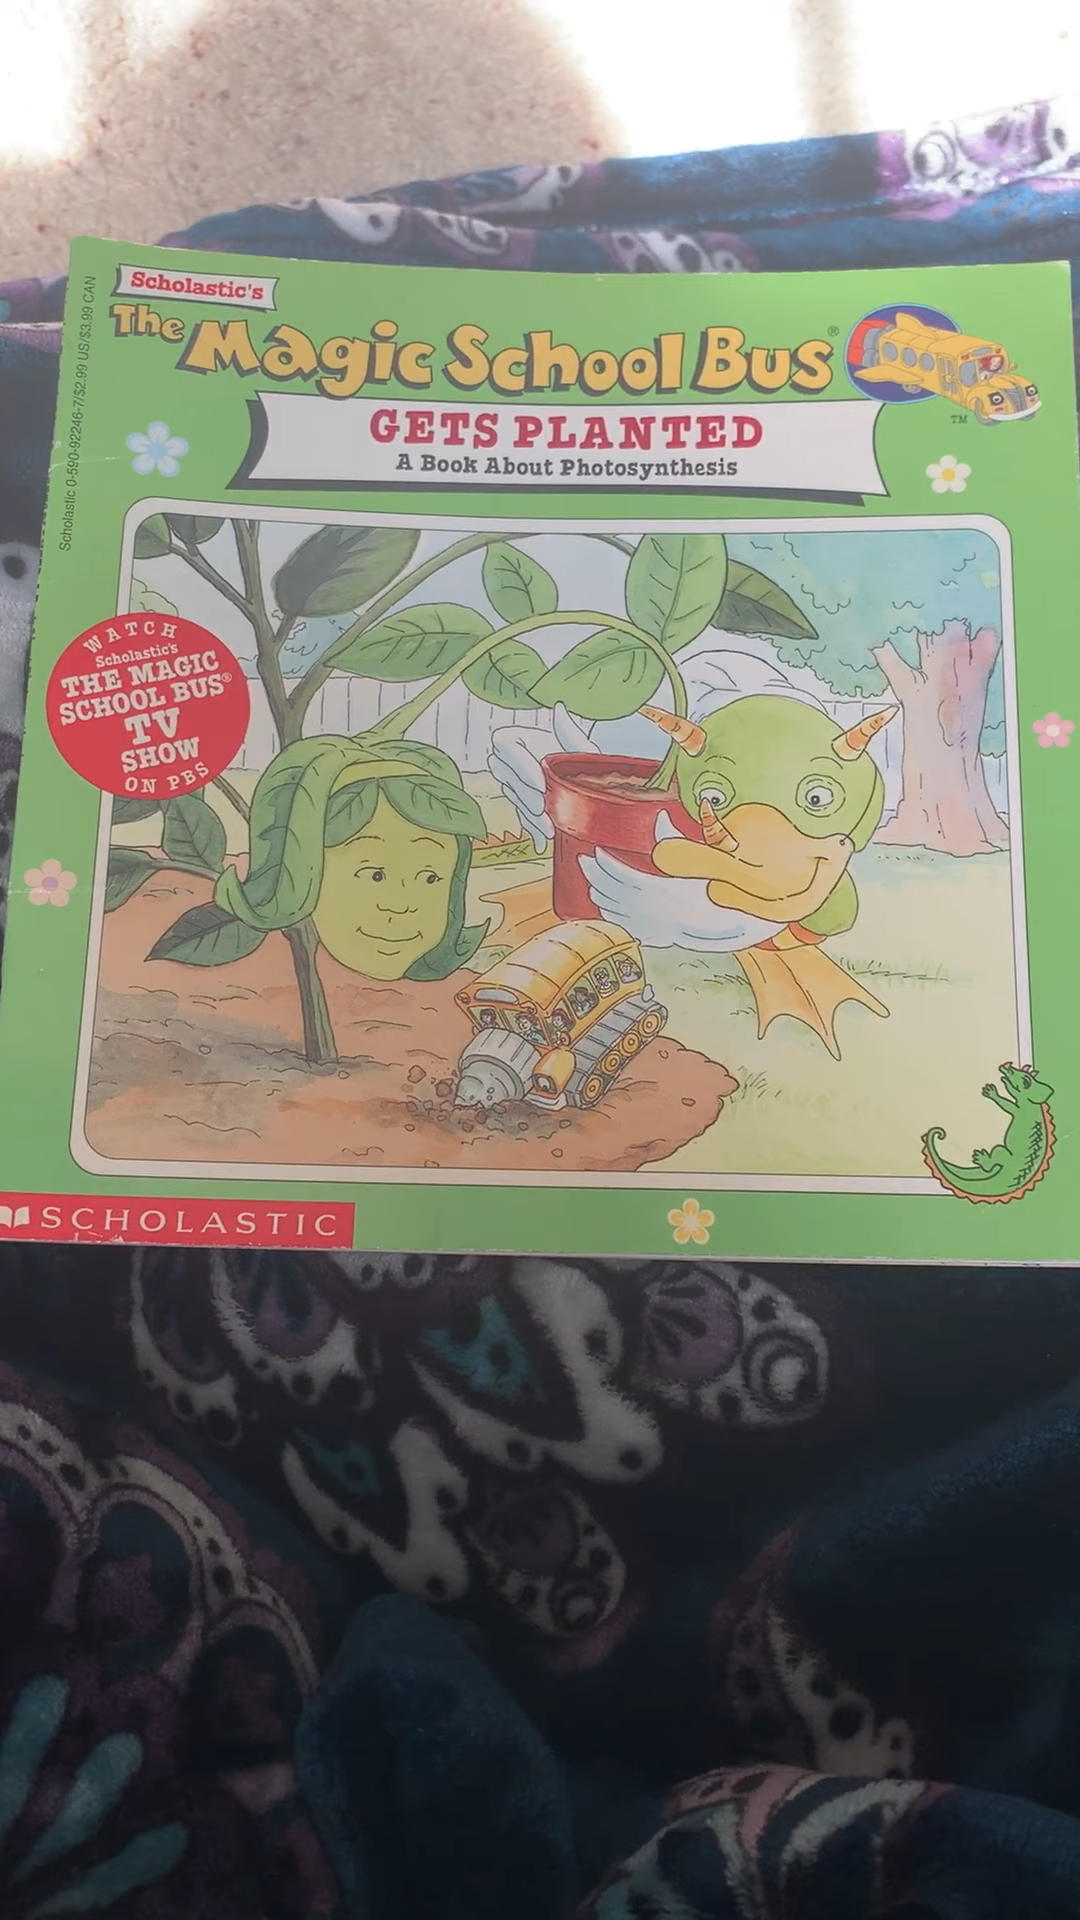 Scholastic's
The Magic School Bus®
TM
GETS PLANTED
A Book About Photosynthesis
Scholastic 0-590-92246-7/$2.99 US/$3.99 CAN
WATCH
Scholastic's
THE MAGIC
SCHOOL BUS®
TV
SHOW
ON PBS
SCHOLASTIC